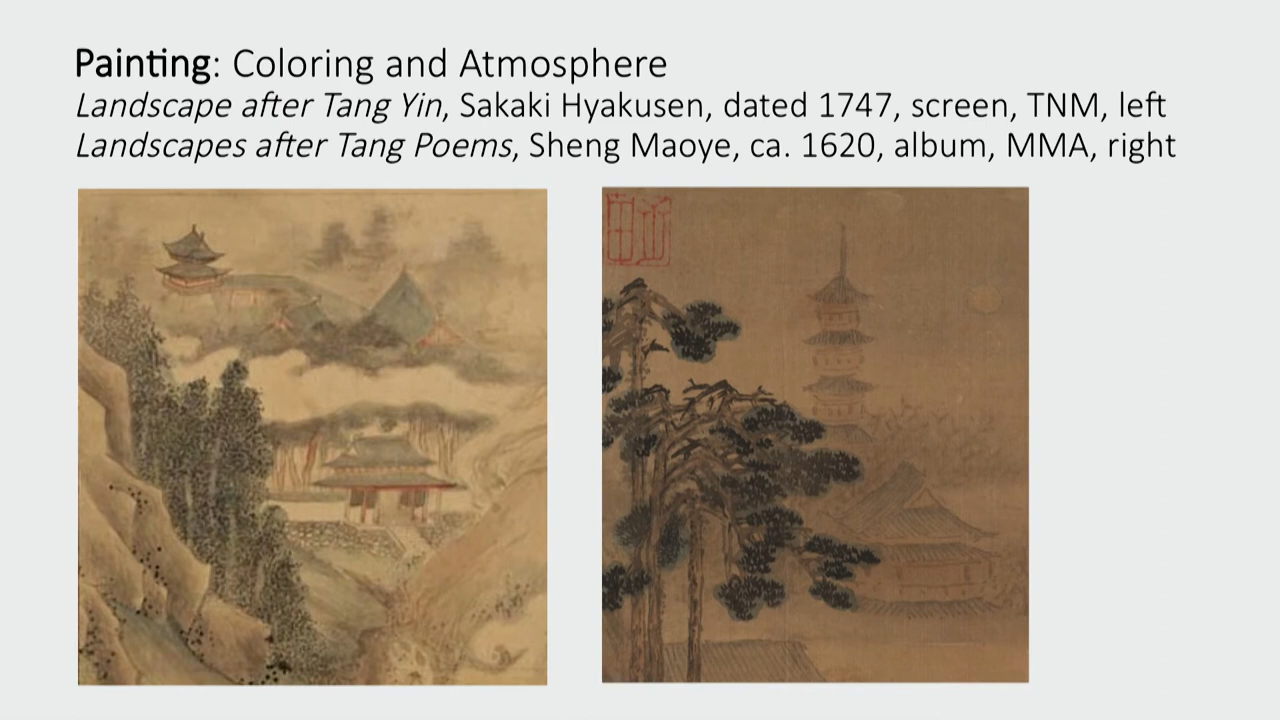 Painting: Coloring and Atmosphere
Landscape after Tang Yin, Sakaki Hyakusen, dated 1747, screen, TNM, left
Landscapes after Tang Poems, Sheng Maoye, ca. 1620, album, MMA, right